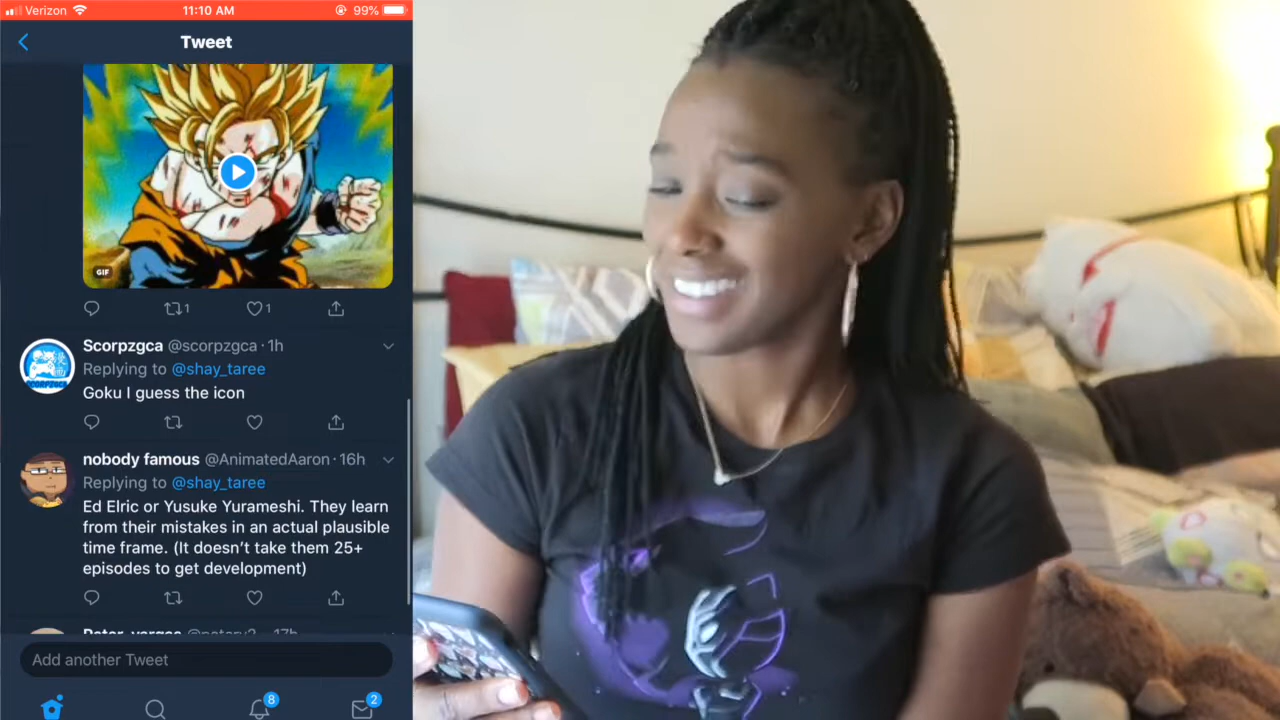 Verizon 11:10 AM 99%
Tweet
GIF
1 1
Scorpzgca @scorpzgca · 1h
Replying to @shay_taree
Goku I guess the icon
nobody famous @AnimatedAaron · 16h
Replying to @shay_taree
Ed Elric or Yusuke Yurameshi. They learn
from their mistakes in an actual plausible
time frame. (It doesn't take them 25+
episodes to get development)
Add another Tweet
8 2